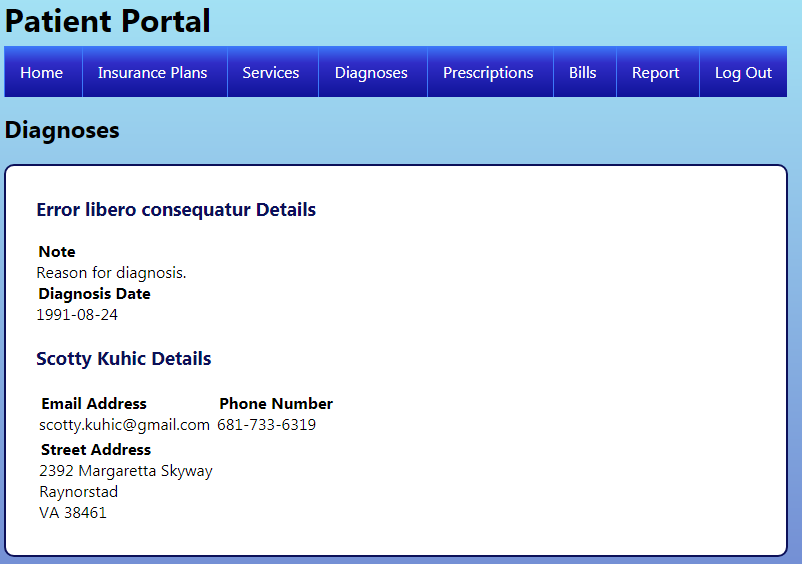 Patient Portal
Home Insurance Plans Services Diagnoses Prescriptions Bills Report Log Out
Diagnoses
Error libero consequatur Details
Note
Reason for diagnosis.
Diagnosis Date
1991-08-24
Scotty Kuhic Details
Email Address Phone Number
scotty.kuhic@gmail.com 681-733-6319
Street Address
2392 Margaretta Skyway
Raynorstad
VA 38461